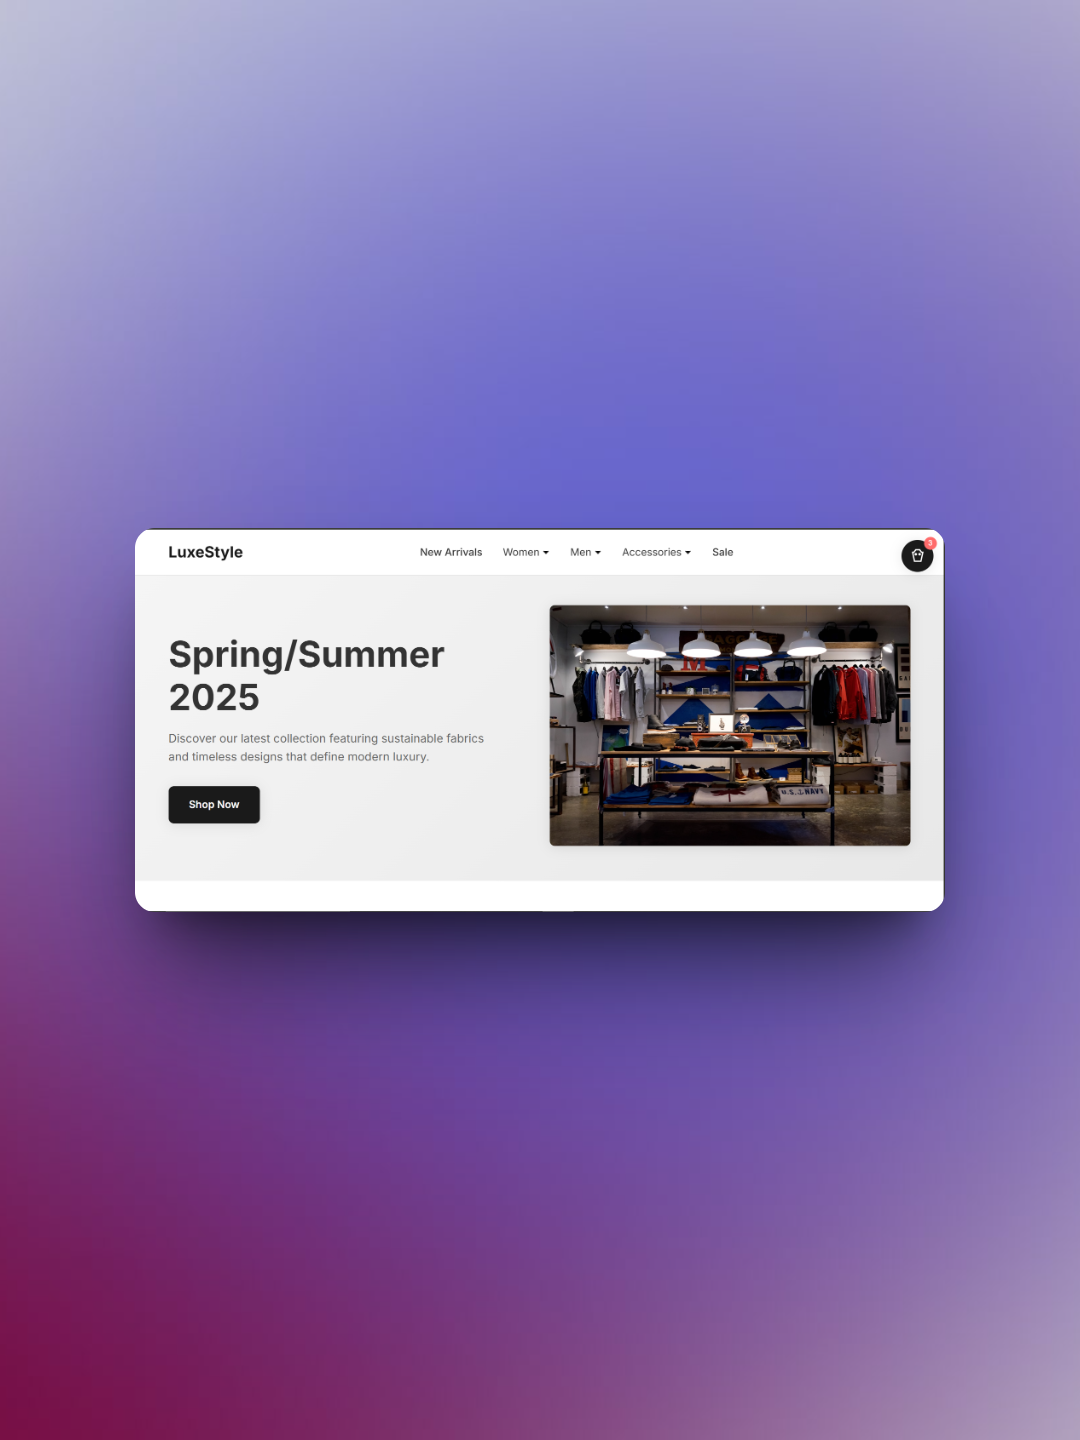 LuxeStyle
New Arrivals
Women
Men
Accessories
Sale
3
Spring/Summer
2025
Discover our latest collection featuring sustainable fabrics
and timeless designs that define modern luxury.
Shop Now
U.S. NAVY